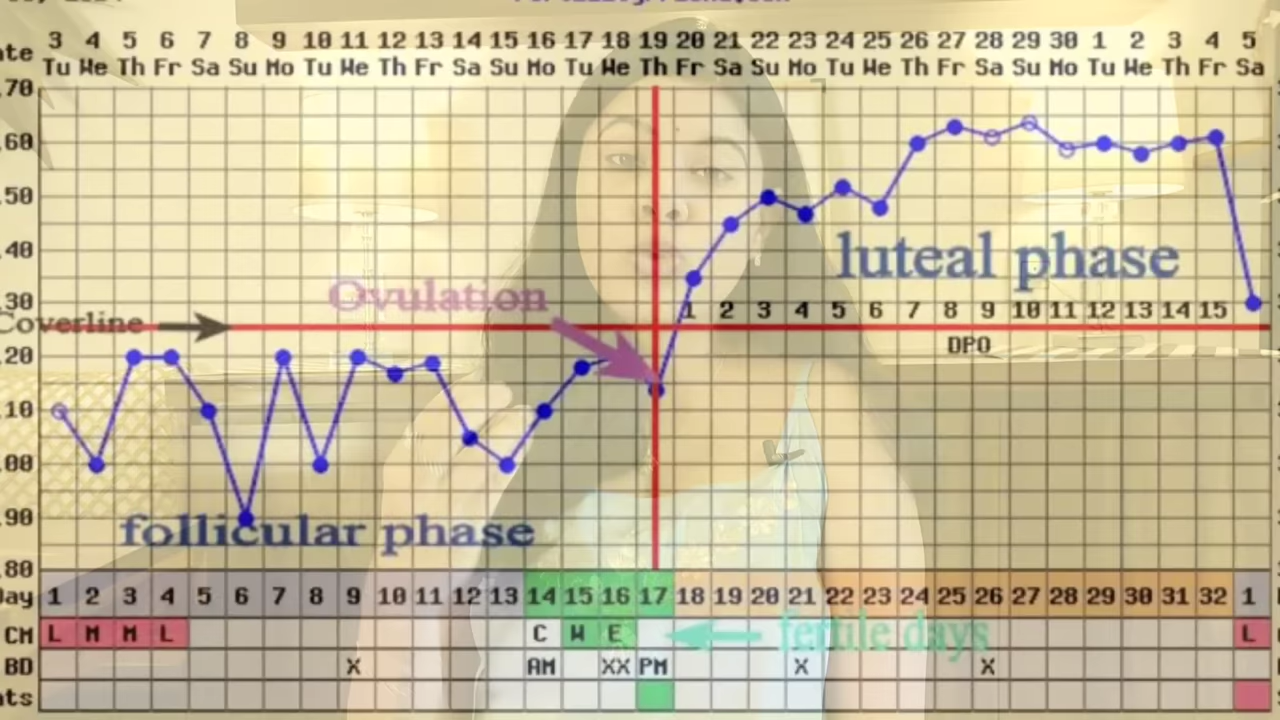 ate 3 4 5 6 7 8 9 10 11 12 13 14 15 16 17 18 19 20 21 22 23 24 25 26 27 28 29 30 1 2 3 4 5
Tu We Th Fr Sa Su Mo Tu We Th Fr Sa Su Mo Tu We Th Fr Sa Su Mo Tu We Th Fr Sa Su Mo Tu We Th Fr Sa
.70
.60
.50
.40
luteal phase
Ovulation
.30
1 2 3 4 5 6 7 8 9 10 11 12 13 14 15
Coverline
DPO
.20
.10
.00
.90
follicular phase
.80
Day 1 2 3 4 5 6 7 8 9 10 11 12 13 14 15 16 17 18 19 20 21 22 23 24 25 26 27 28 29 30 31 32 1
CM L M M L C W E fertile days L
BD X AM XX PM X X
nts